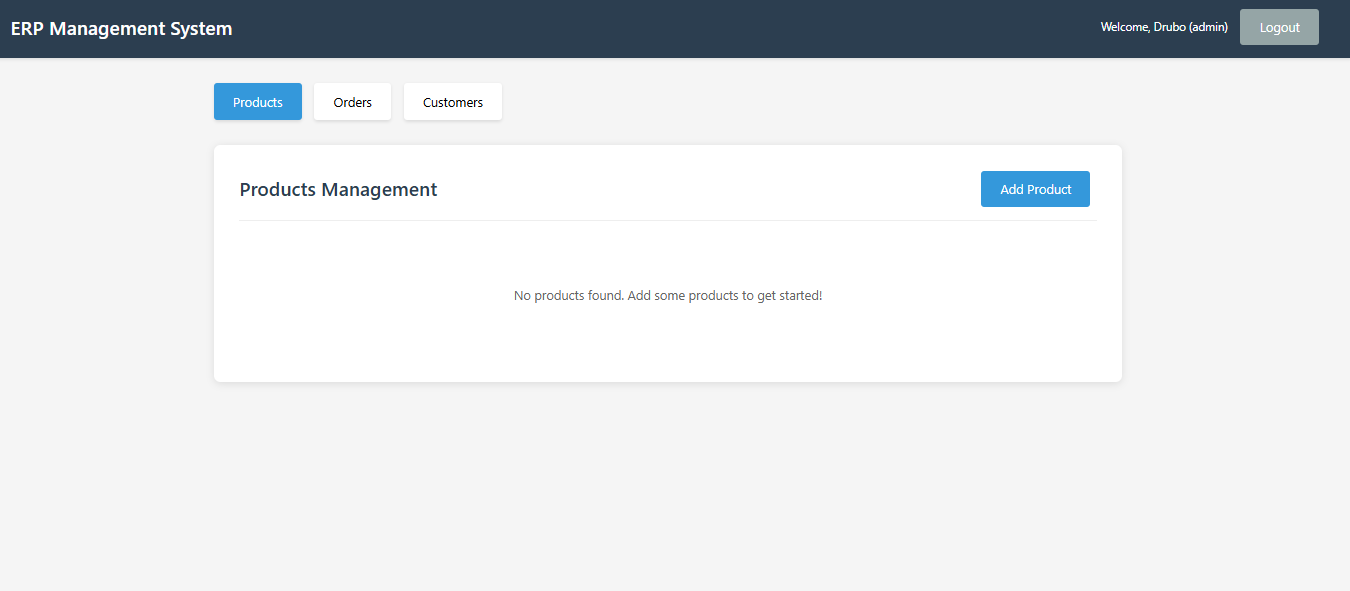 ERP Management System
Welcome, Drubo (admin)
Logout
Products
Orders
Customers
Products Management
Add Product
No products found. Add some products to get started!